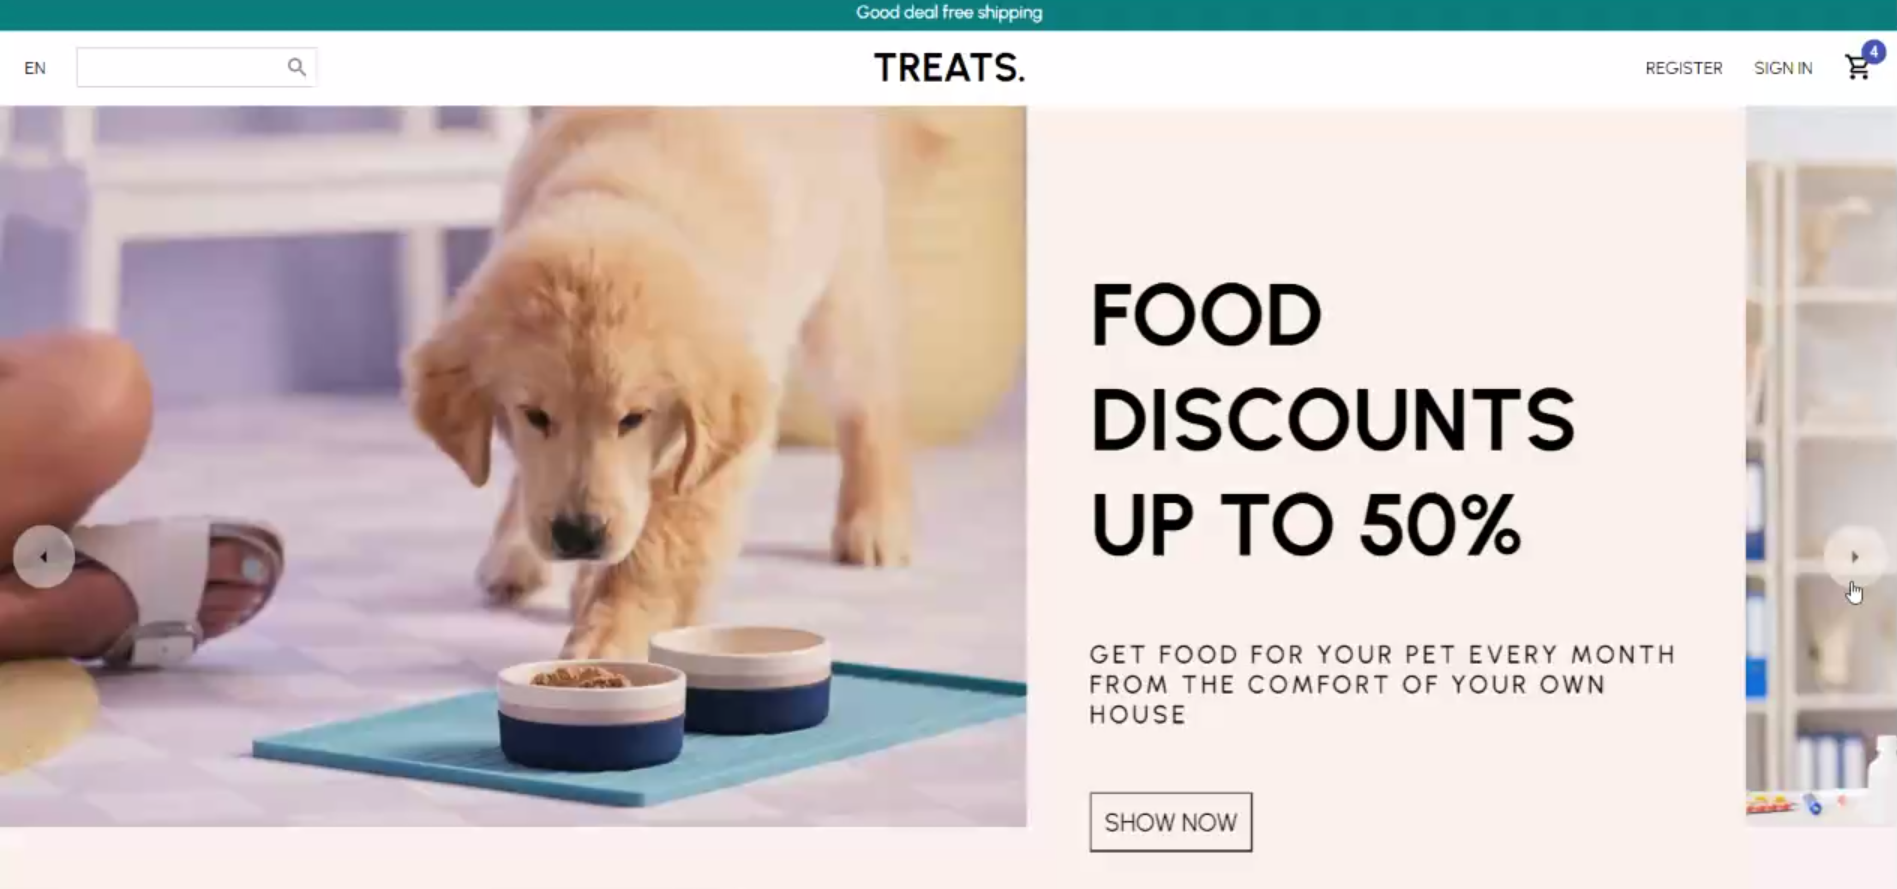 Good deal free shipping
EN
TREATS.
REGISTER
SIGN IN
4
FOOD
DISCOUNTS
UP TO 50%
GET FOOD FOR YOUR PET EVERY MONTH
FROM THE COMFORT OF YOUR OWN
HOUSE
SHOW NOW